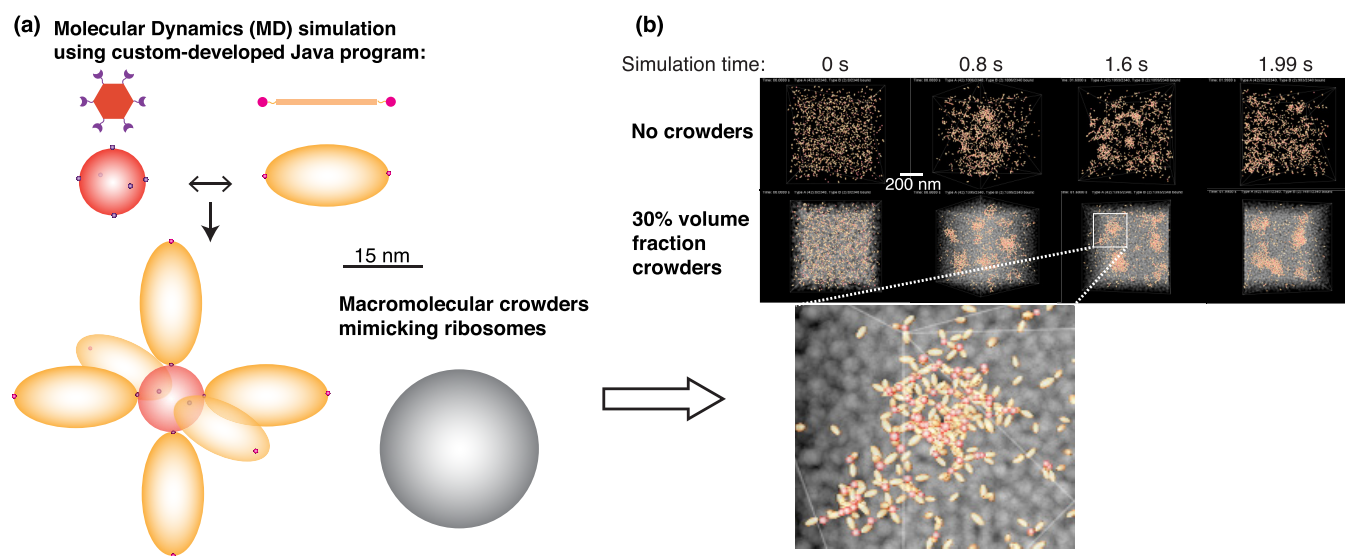 (a) Molecular Dynamics (MD) simulation
using custom-developed Java program:
15 nm
Macromolecular crowders
mimicking ribosomes
(b)
Simulation time: 0 s 0.8 s 1.6 s 1.99 s
No crowders
200 nm
30% volume
fraction
crowders